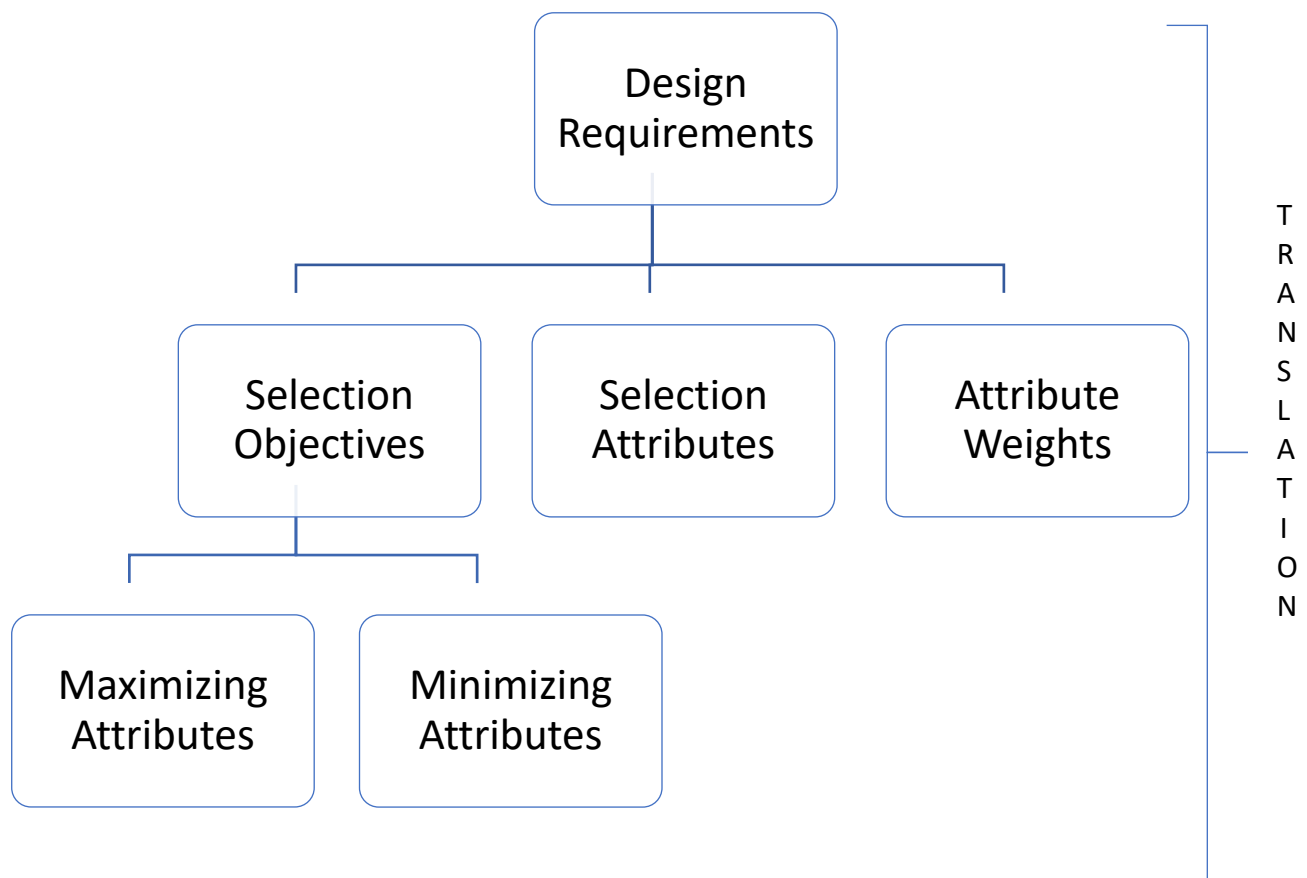 Design
Requirements
Selection
Objectives
Selection
Attributes
Attribute
Weights
Maximizing
Attributes
Minimizing
Attributes
T
R
A
N
S
L
A
T
I
O
N